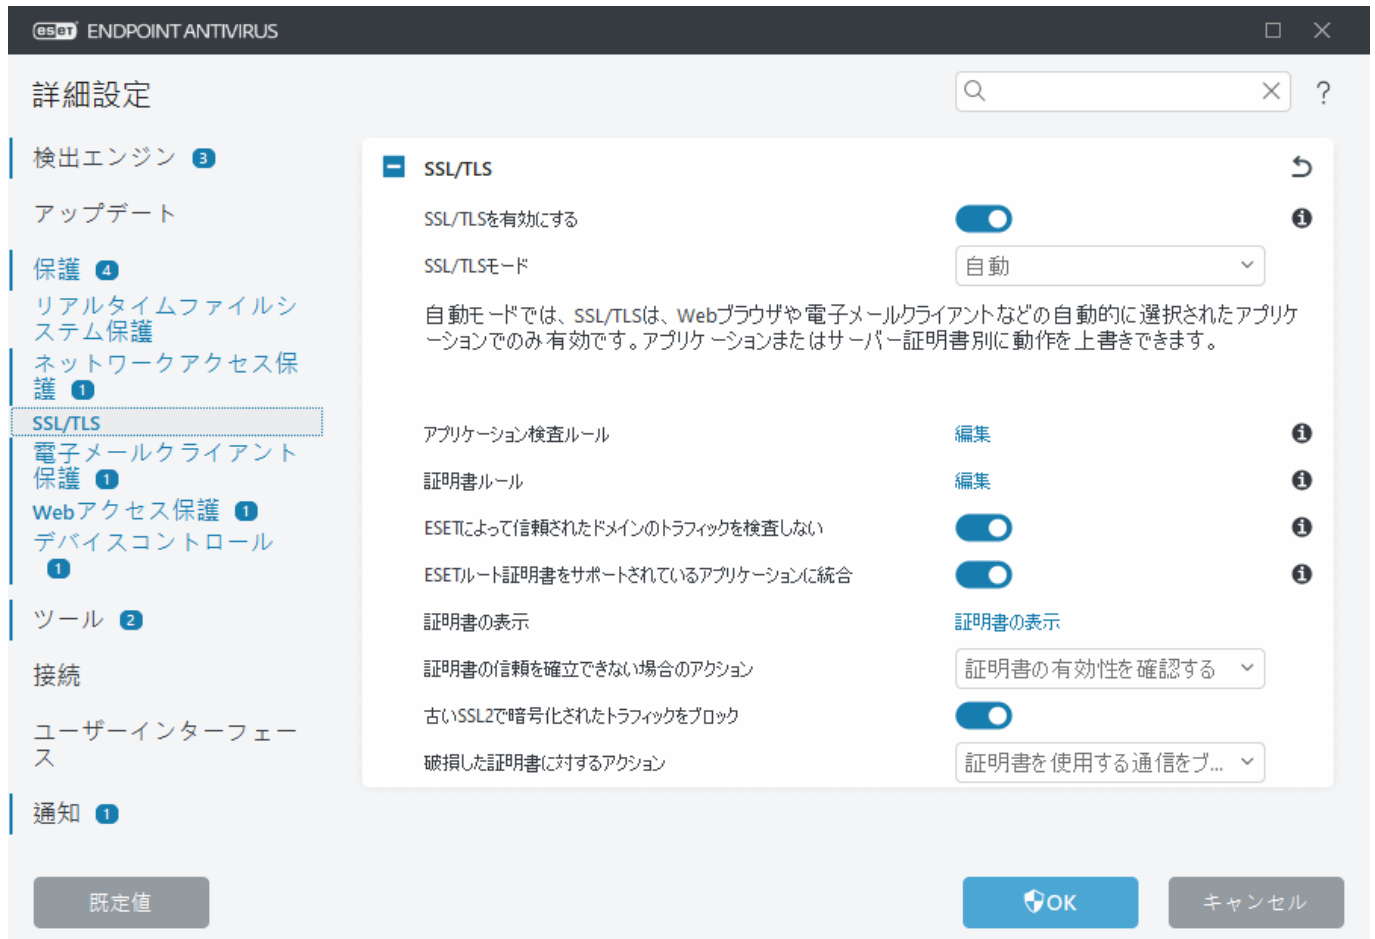 eset ENDPOINT ANTIVIRUS
詳細設定
?
検出エンジン 3
アップデート
保護 4
リアルタイムファイルシ
ステム保護
ネットワークアクセス保
護 1
SSL/TLS
電子メールクライアント
保護 1
Webアクセス保護 1
デバイスコントロール
1
ツール 2
接続
ユーザーインターフェー
ス
通知 1
SSL/TLS
SSL/TLSを有効にする
SSL/TLSモード 自動
自動モードでは、SSL/TLSは、Webブラウザや電子メールクライアントなどの自動的に選択されたアプリケ
ーションでのみ有効です。アプリケーションまたはサーバー証明書別に動作を上書きできます。
アプリケーション検査ルール 編集
証明書ルール 編集
ESETによって信頼されたドメインのトラフィックを検査しない
ESETルート証明書をサポートされているアプリケーションに統合
証明書の表示 証明書の表示
証明書の信頼を確立できない場合のアクション 証明書の有効性を確認する
古いSSL2で暗号化されたトラフィックをブロック
破損した証明書に対するアクション 証明書を使用する通信をブ...
既定値
OK
キャンセル